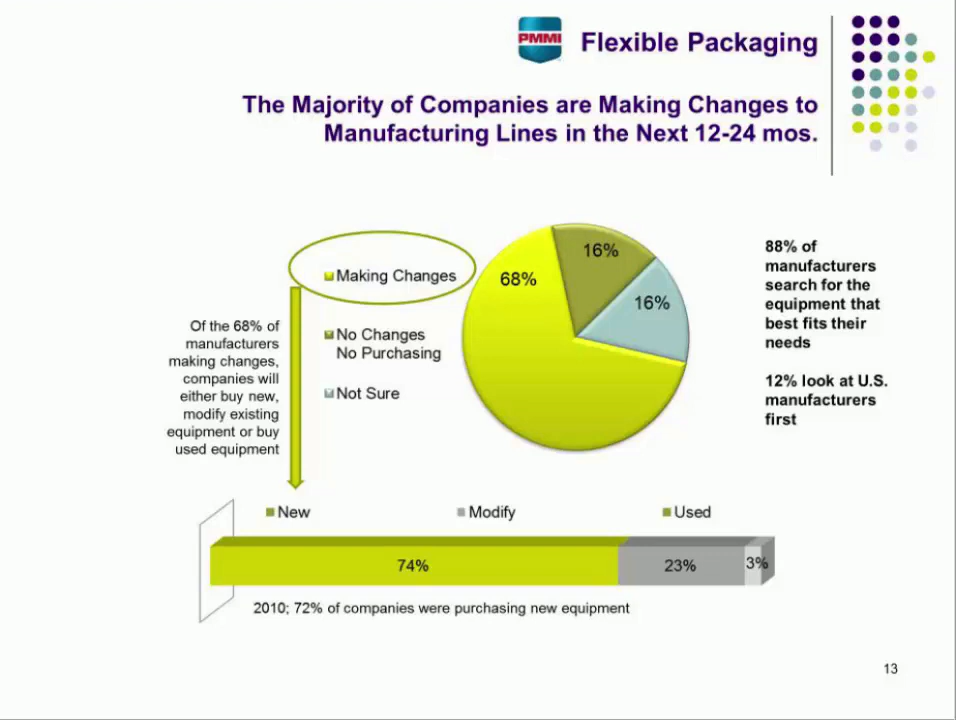 PMMI
Flexible Packaging
The Majority of Companies are Making Changes to
Manufacturing Lines in the Next 12-24 mos.
Making Changes
No Changes
No Purchasing
Not Sure
68%
16%
16%
88% of
manufacturers
search for the
equipment that
best fits their
needs
12% look at U.S.
manufacturers
first
Of the 68% of
manufacturers
making changes,
companies will
either buy new,
modify existing
equipment or buy
used equipment
New
Modify
Used
74%
23%
3%
2010; 72% of companies were purchasing new equipment
13